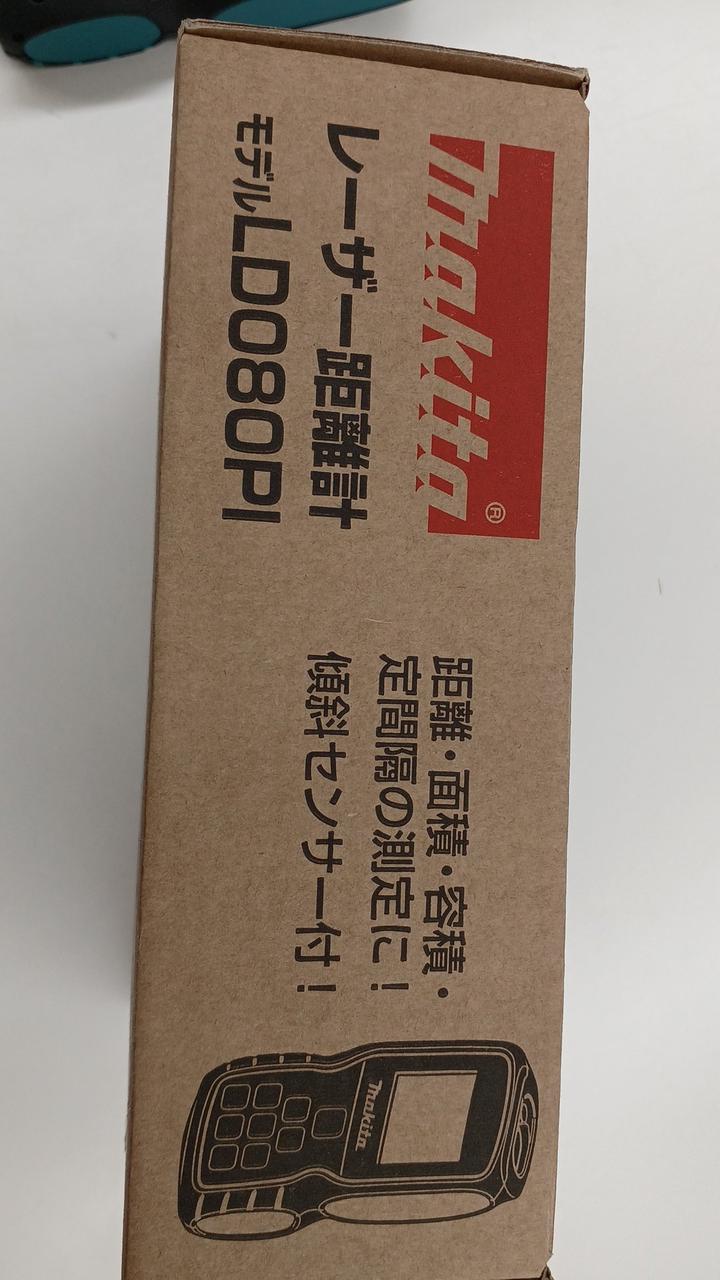 makita®
レーザー距離計
モデルLD080PI
距離・面積・容積・
定間隔の測定に!
傾斜センサー付!
makita